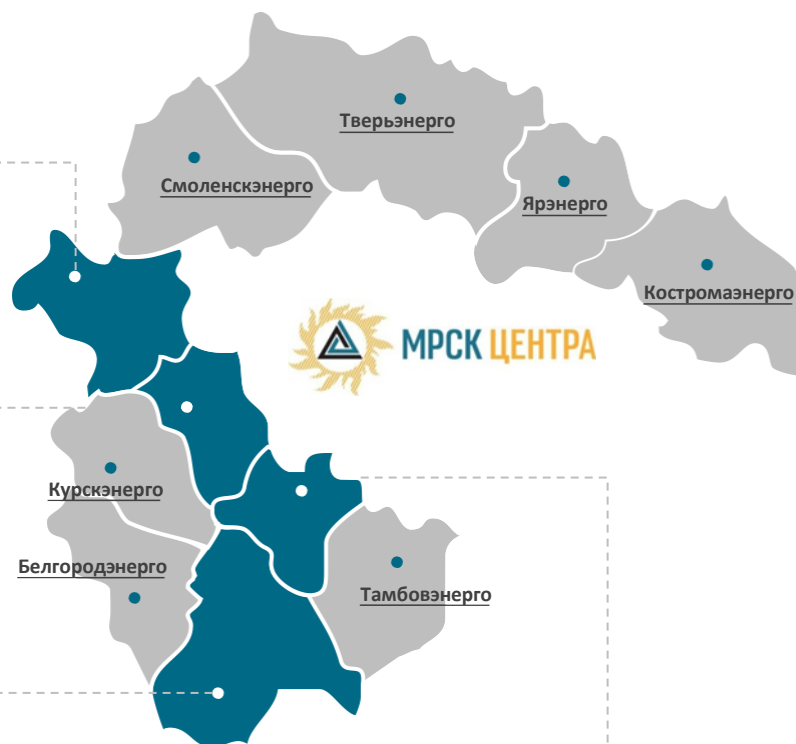 Тверьэнерго
Смоленскэнерго
Ярэнерго
Костромаэнерго
МРСК ЦЕНТРА
Курскэнерго
Белгородэнерго
Тамбовэнерго